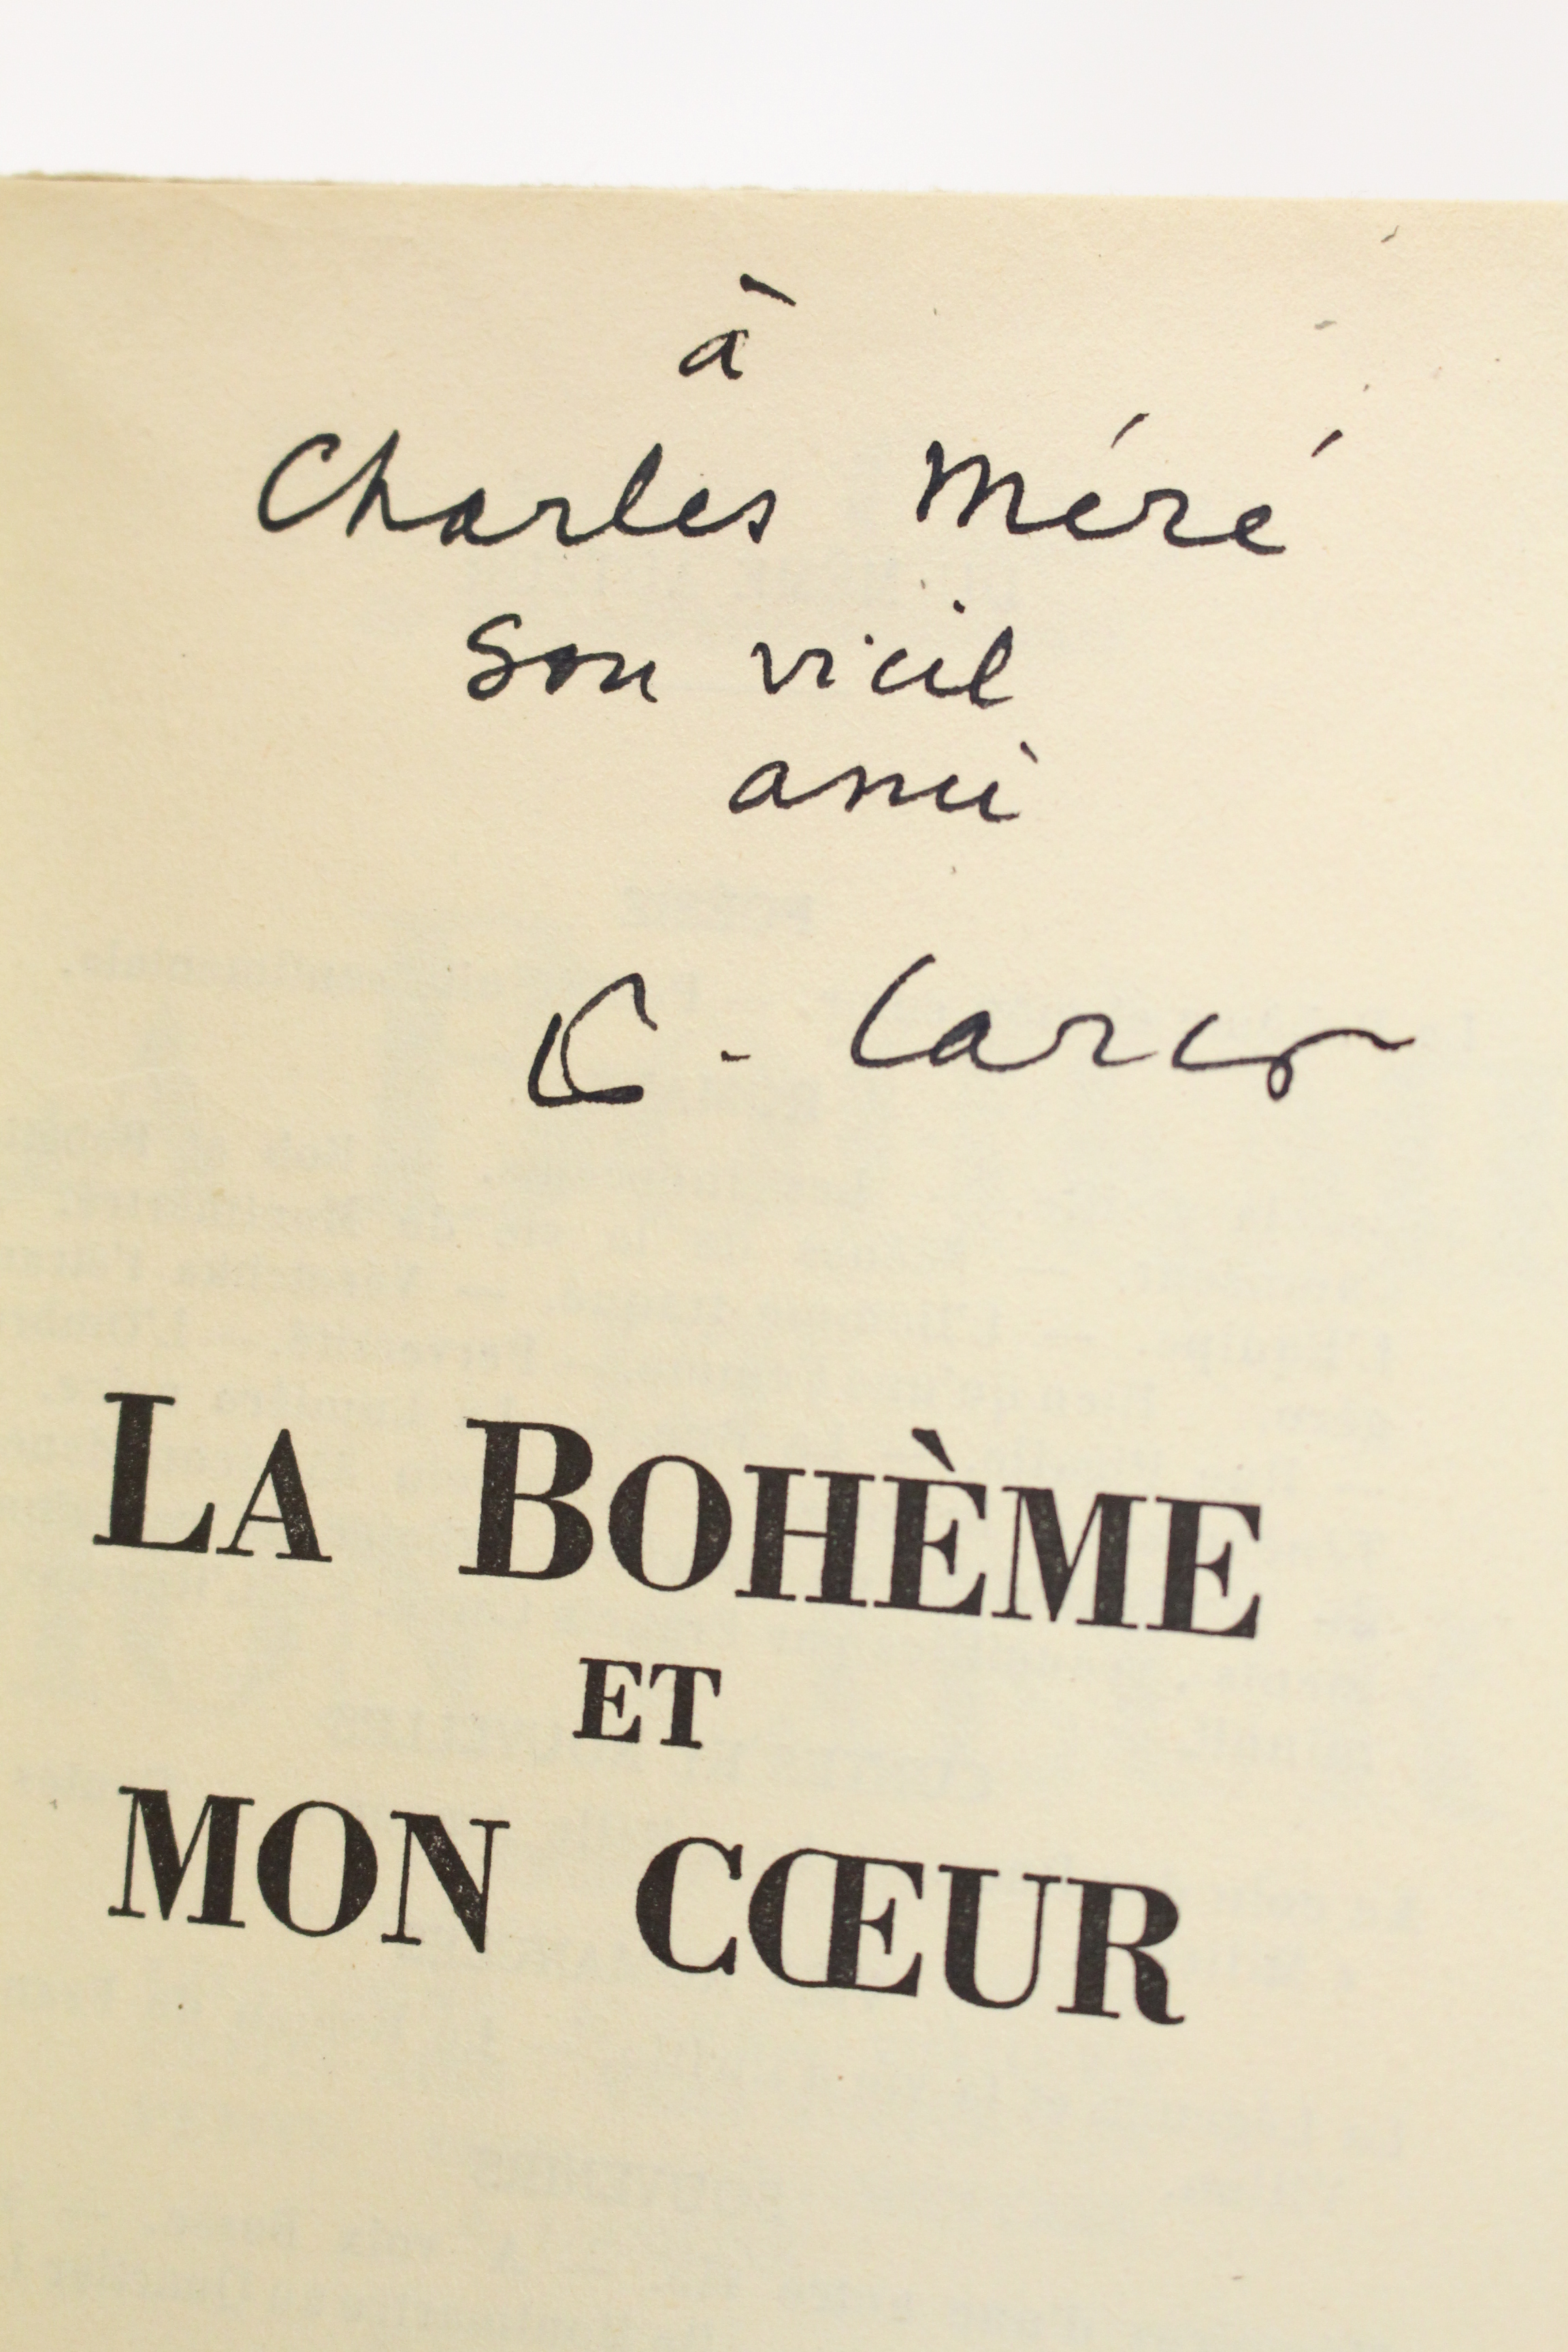 à
Charles Méré
Son vieil
ami
F. Carco
LA BOHÈME
ET
MON CŒUR